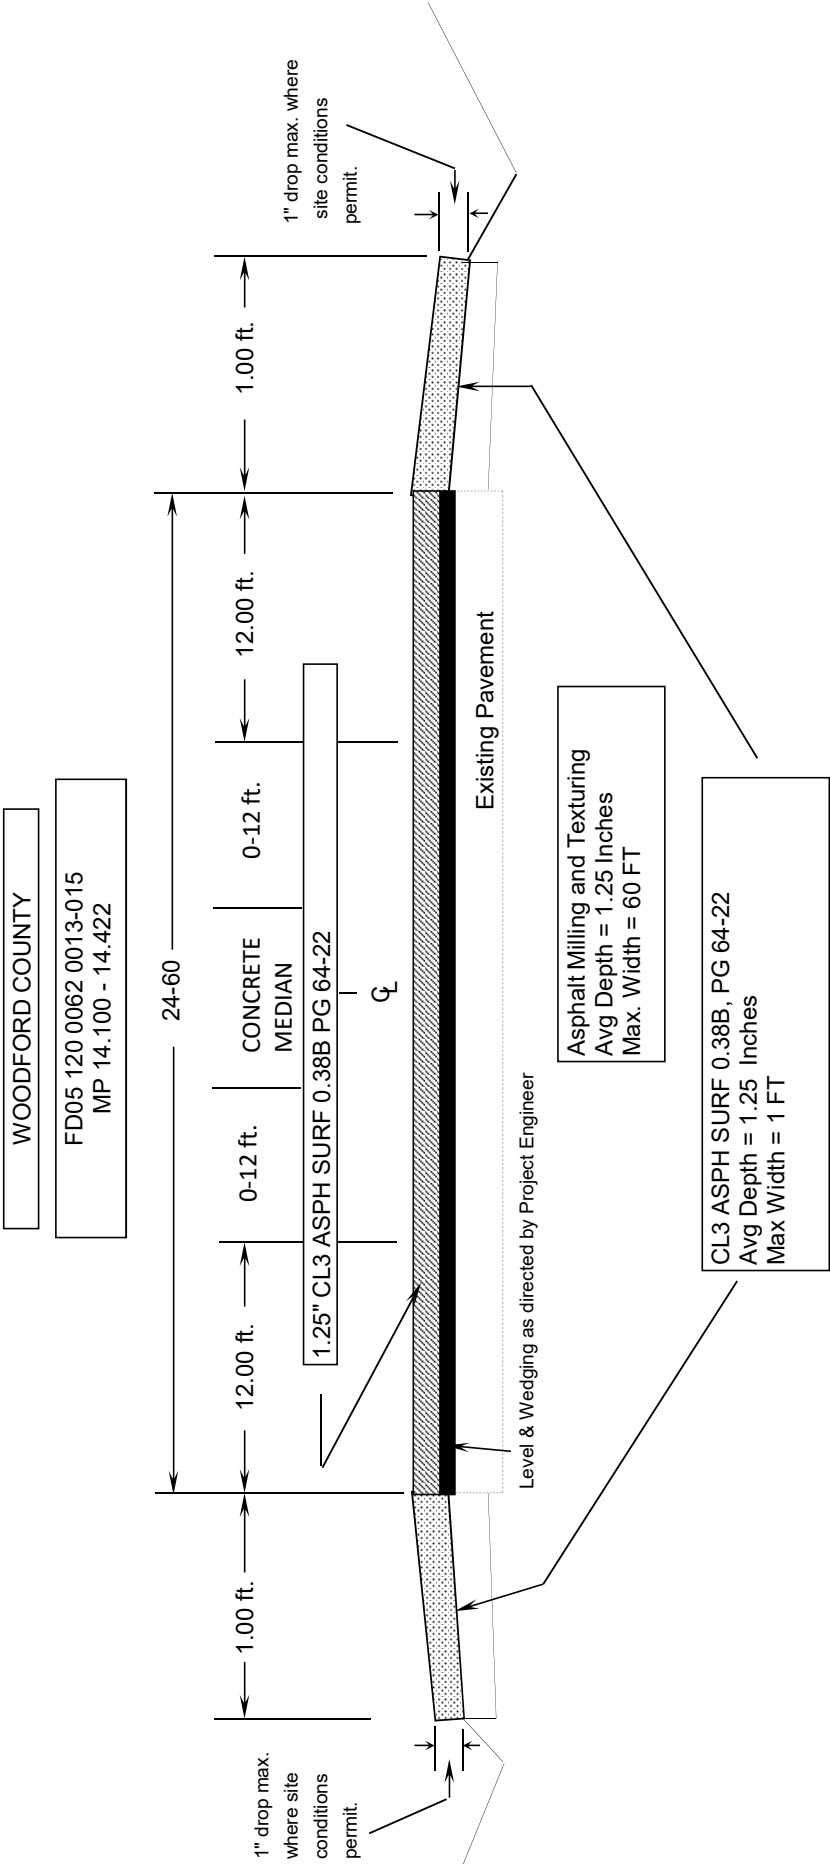 WOODFORD COUNTY
FD05 120 0062 0013-015
MP 14.100 - 14.422
24-60
1.00 ft.
12.00 ft.
0-12 ft.
CONCRETE
MEDIAN
0-12 ft.
12.00 ft.
1.00 ft.
1" drop max.
where site
conditions
permit.
1" drop max. where
site conditions
permit.
1.25" CL3 ASPH SURF 0.38B PG 64-22
CL
Existing Pavement
Level & Wedging as directed by Project Engineer
Asphalt Milling and Texturing
Avg Depth = 1.25 Inches
Max. Width = 60 FT
CL3 ASPH SURF 0.38B, PG 64-22
Avg Depth = 1.25 Inches
Max Width = 1 FT